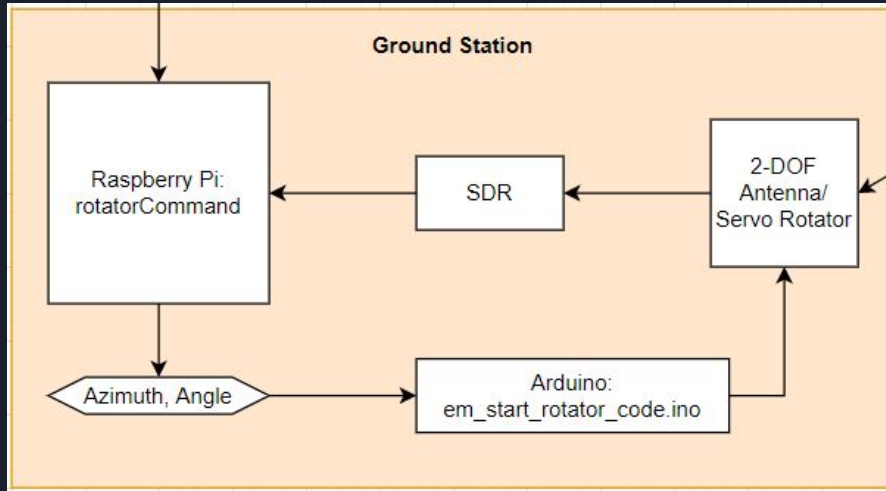 Ground Station
Raspberry Pi:
rotatorCommand
SDR
2-DOF
Antenna/
Servo Rotator
Azimuth, Angle
Arduino:
em_start_rotator_code.ino